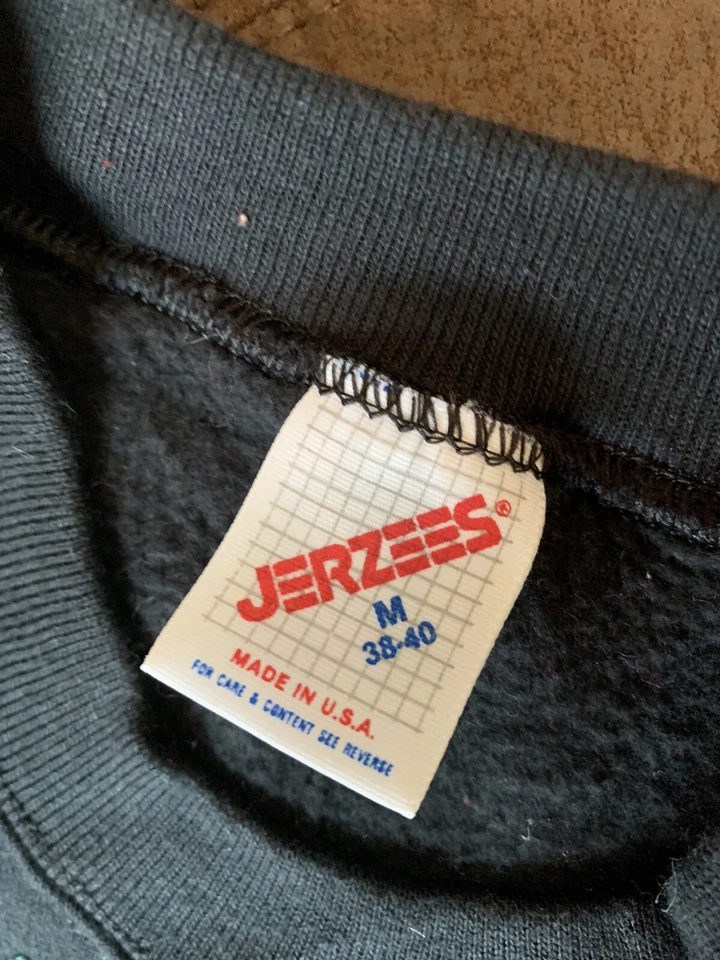 JERZEES®
M
38-40
MADE IN U.S.A.
FOR CARE & CONTENT SEE REVERSE